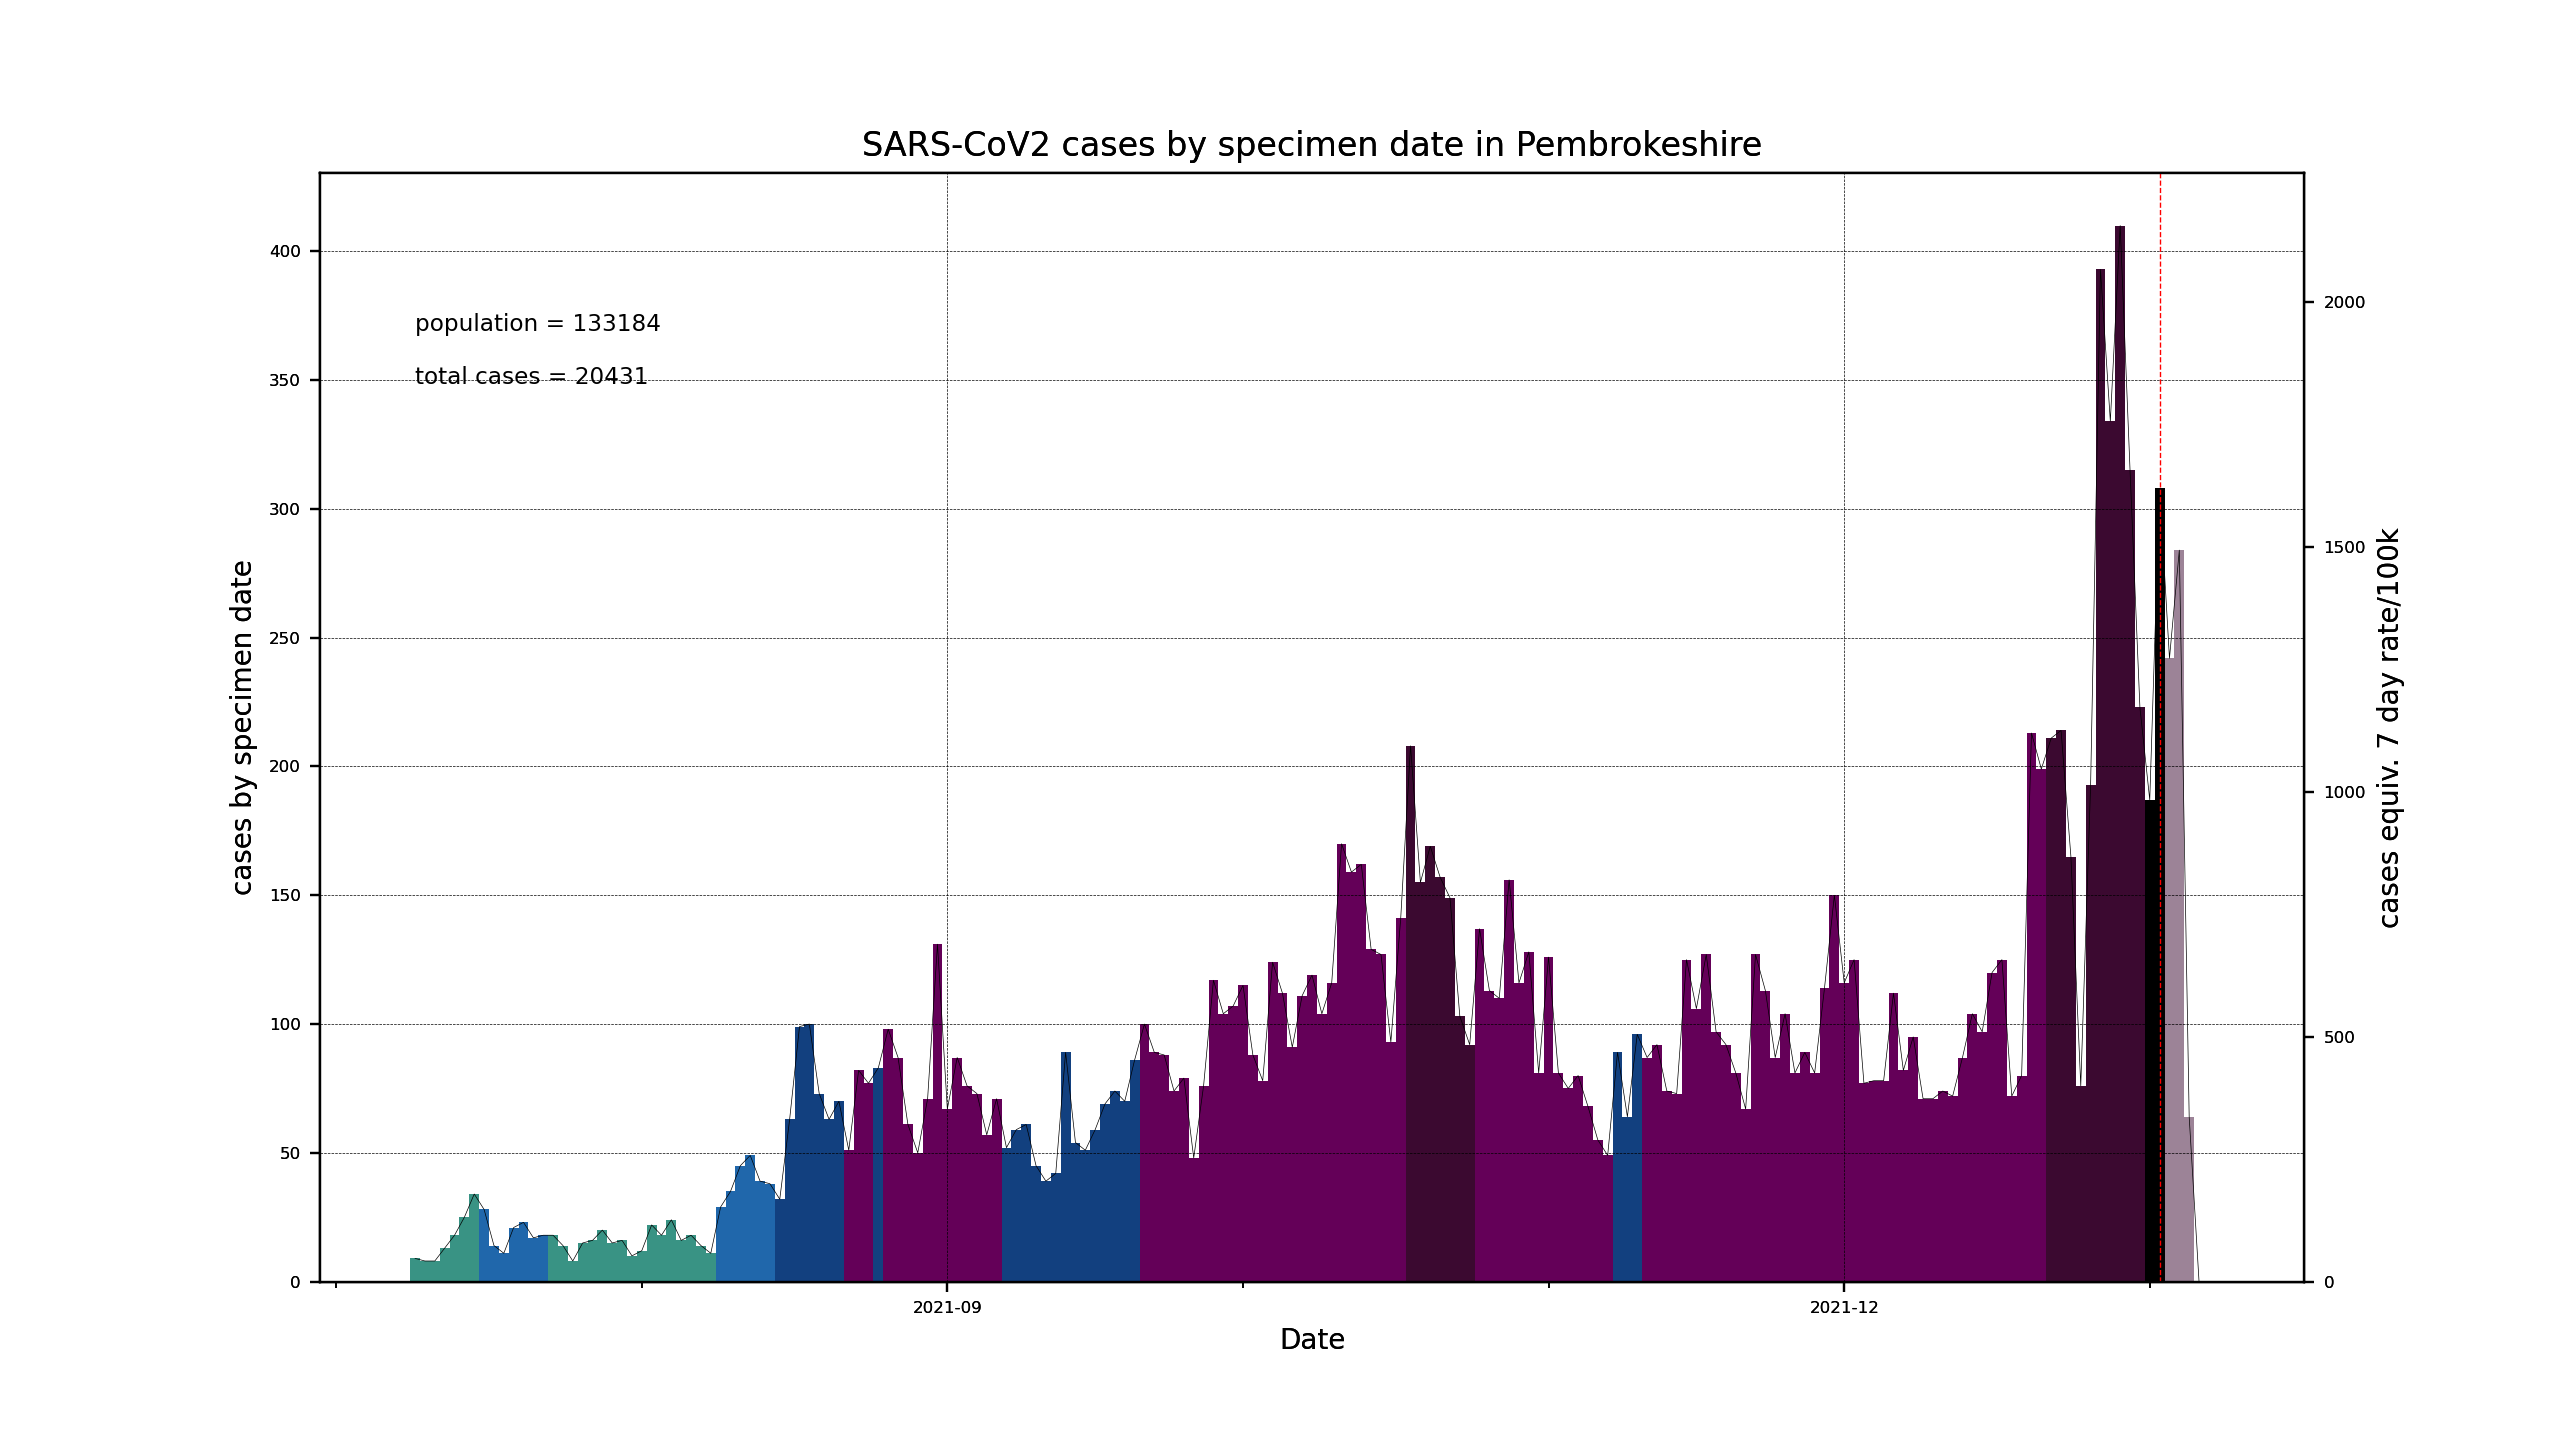 SARS-CoV2 cases by specimen date in Pembrokeshire
population = 133184
total cases = 20431
cases by specimen date
400
350
300
250
200
150
100
50
0
2000
1500
1000
500
0
cases equiv. 7 day rate/100k
2021-09
2021-12
Date